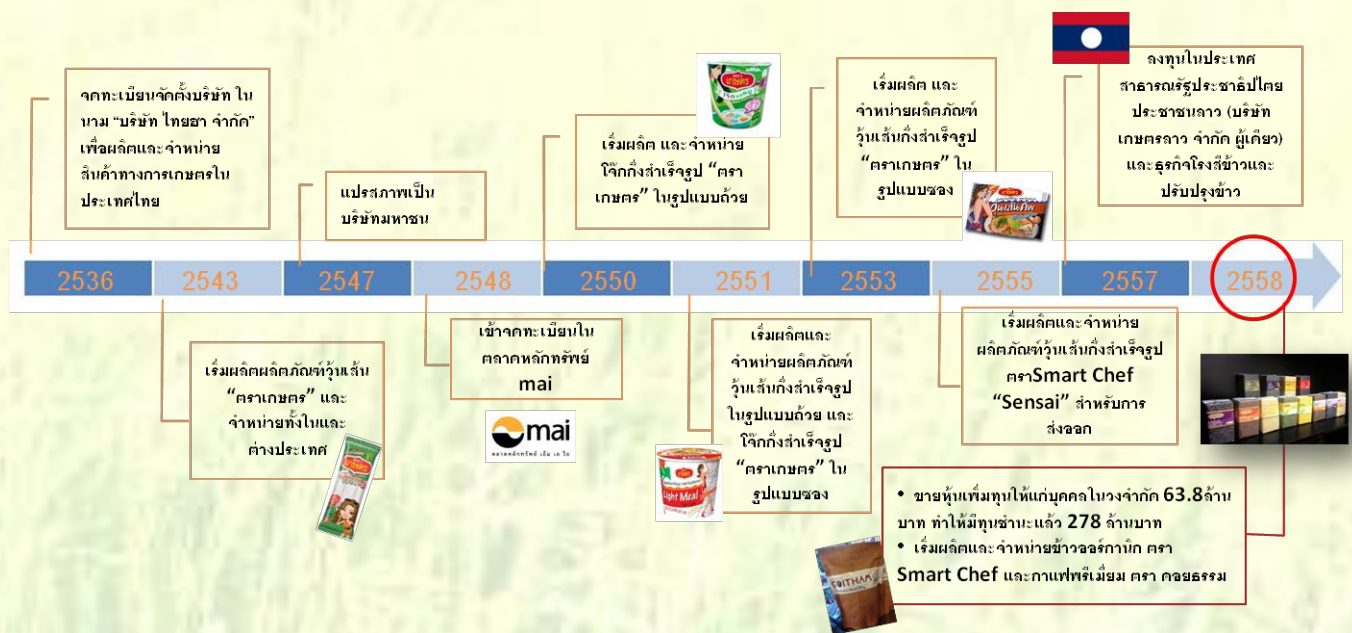 จดทะเบียนจัดตั้งบริษัท ใน
นาม “บริษัท ไทยฮา จำกัด”
เพื่อผลิตและจำหน่าย
สินค้าทางการเกษตรใน
ประเทศไทย
แปรสภาพเป็น
บริษัทมหาชน
เริ่มผลิต และจำหน่าย
โจ๊กกึ่งสำเร็จรูป “ตรา
เกษตร” ในรูปแบบถ้วย
เริ่มผลิต และ
จำหน่ายผลิตภัณฑ์
วุ้นเส้นกึ่งสำเร็จรูป
“ตราเกษตร” ใน
รูปแบบซอง
ลงทุนในประเทศ
สาธารณรัฐประชาธิปไตย
ประชาชนลาว (บริษัท
เกษตรลาว จำกัด ผู้เดียว)
และธุรกิจโรงสีข้าวและ
ปรับปรุงข้าว
2536 2543 2547 2548 2550 2551 2553 2555 2557 2558
เริ่มผลิตผลิตภัณฑ์วุ้นเส้น
“ตราเกษตร” และ
จำหน่ายทั้งในและ
ต่างประเทศ
เกษตร
เข้าจดทะเบียนใน
ตลาดหลักทรัพย์
mai
mai
ตลาดหลักทรัพย์ เอ็ม เอ ไอ
เริ่มผลิตและ
จำหน่ายผลิตภัณฑ์
วุ้นเส้นกึ่งสำเร็จรูป
ในรูปแบบถ้วย และ
โจ๊กกึ่งสำเร็จรูป
“ตราเกษตร” ใน
รูปแบบซอง
Light Meal
เริ่มผลิตและจำหน่าย
ผลิตภัณฑ์วุ้นเส้นกึ่งสำเร็จรูป
ตราSmart Chef
“Sensai” สำหรับการ
ส่งออก
• ขายหุ้นเพิ่มทุนให้แก่บุคคลในวงจำกัด 63.8ล้าน
บาท ทำให้มีทุนชำนะแล้ว 278 ล้านบาท
• เริ่มผลิตและจำหน่ายข้าวออร์กานิก ตรา
Smart Chef และกาแฟพรีเมี่ยม ตรา ดอยธรรม